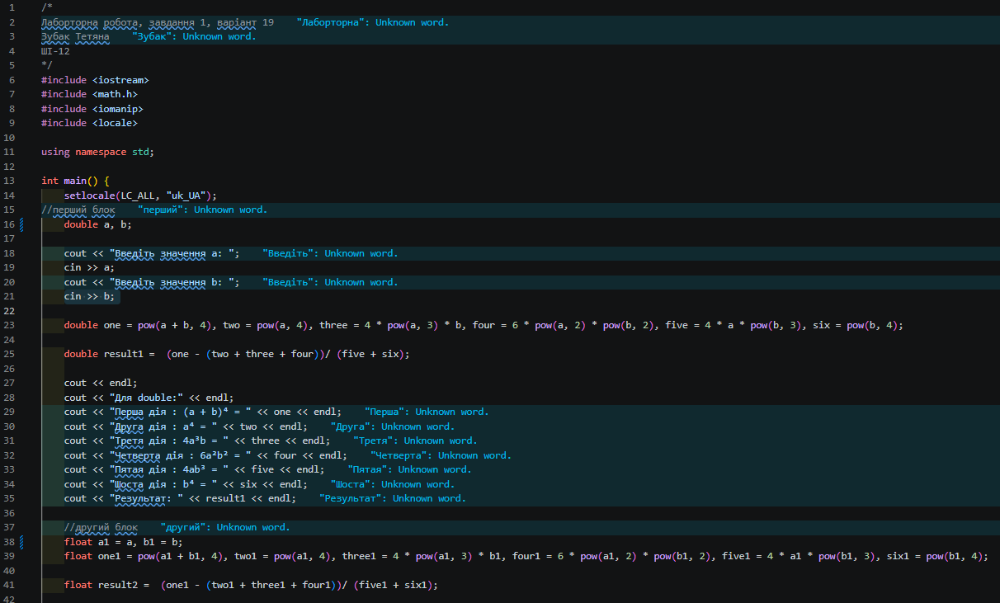 1 /*
2 Лаборторна робота, завдання 1, варіант 19 "Лаборторна": Unknown word.
3 Зубак Тетяна "Зубак": Unknown word.
4 ШІ-12
5 */
6 #include <iostream>
7 #include <math.h>
8 #include <iomanip>
9 #include <locale>
10
11 using namespace std;
12
13 int main() {
14 setlocale(LC_ALL, "uk_UA");
15 //перший блок "перший": Unknown word.
16 double a, b;
17
18 cout << "Введіть значення a: "; "Введіть": Unknown word.
19 cin >> a;
20 cout << "Введіть значення b: "; "Введіть": Unknown word.
21 cin >> b;
22
23 double one = pow(a + b, 4), two = pow(a, 4), three = 4 * pow(a, 3) * b, four = 6 * pow(a, 2) * pow(b, 2), five = 4 * a * pow(b, 3), six = pow(b, 4);
24
25 double result1 =  (one - (two + three + four))/ (five + six);
26
27 cout << endl;
28 cout << "Для double:" << endl;
29 cout << "Перша дія : (a + b)⁴ = " << one << endl; "Перша": Unknown word.
30 cout << "Друга дія : a⁴ = " << two << endl; "Друга": Unknown word.
31 cout << "Третя дія : 4a³b = " << three << endl; "Третя": Unknown word.
32 cout << "Четверта дія : 6a²b² = " << four << endl; "Четверта": Unknown word.
33 cout << "Пятая дія : 4ab³ = " << five << endl; "Пятая": Unknown word.
34 cout << "Шоста дія : b⁴ = " << six << endl; "Шоста": Unknown word.
35 cout << "Результат: " << result1 << endl; "Результат": Unknown word.
36
37 //другий блок "другий": Unknown word.
38 float a1 = a, b1 = b;
39 float one1 = pow(a1 + b1, 4), two1 = pow(a1, 4), three1 = 4 * pow(a1, 3) * b1, four1 = 6 * pow(a1, 2) * pow(b1, 2), five1 = 4 * a1 * pow(b1, 3), six1 = pow(b1, 4);
40
41 float result2 =  (one1 - (two1 + three1 + four1))/ (five1 + six1);
42